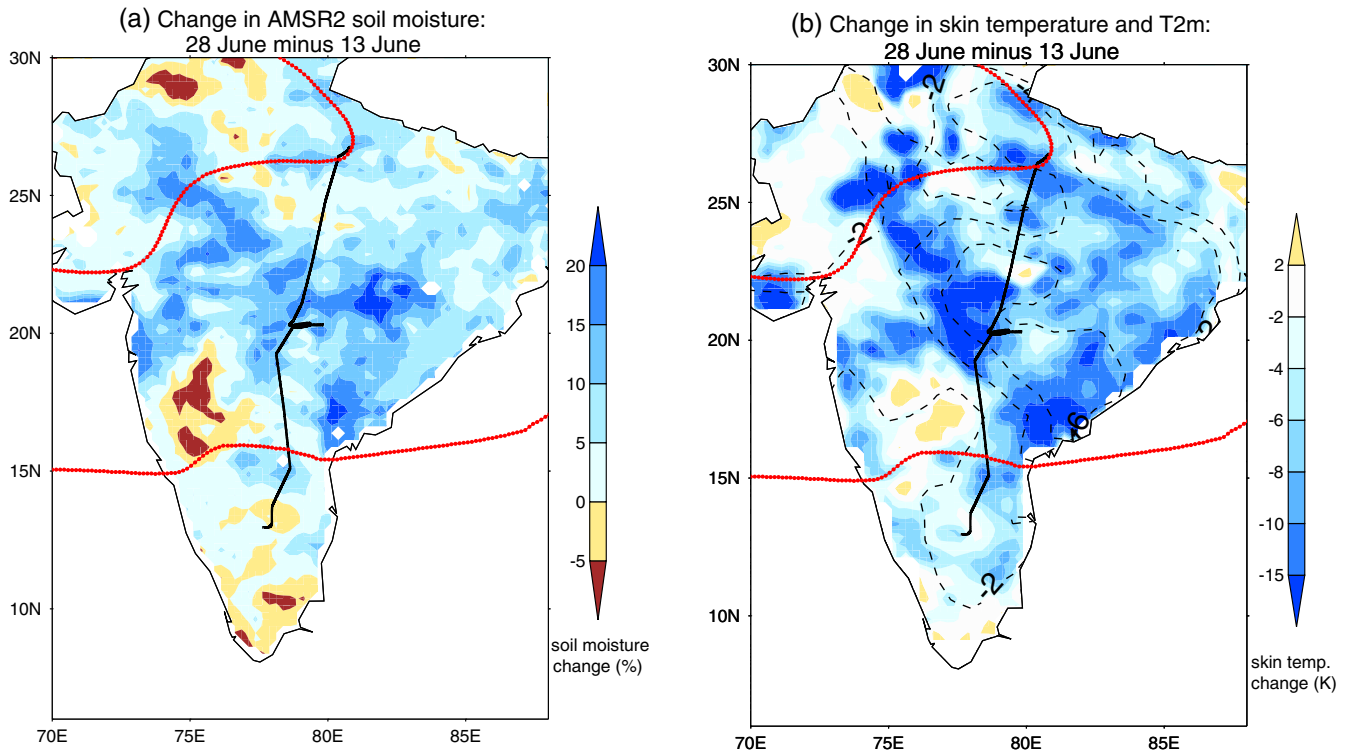 (a) Change in AMSR2 soil moisture:
28 June minus 13 June
30N
25N
20N
15N
10N
70E
75E
80E
85E
20
15
10
5
0
-5
soil moisture
change (%)
(b) Change in skin temperature and T2m:
28 June minus 13 June
30N
25N
20N
15N
10N
70E
75E
80E
85E
-2
-2
-2
-6
2
-2
-4
-6
-8
-10
-15
skin temp.
change (K)